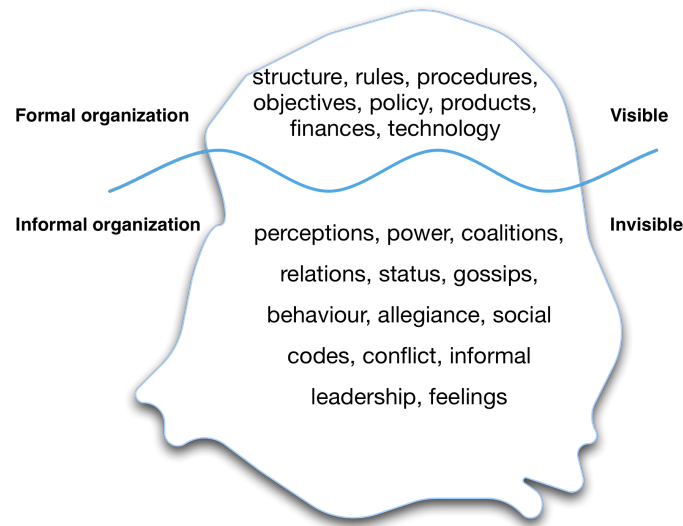 structure, rules, procedures,
Formal organization
objectives, policy, products,
Visible
finances, technology
Informal organization
perceptions, power, coalitions,
Invisible
relations, status, gossips,
behaviour, allegiance, social
codes, conflict, informal
leadership, feelings